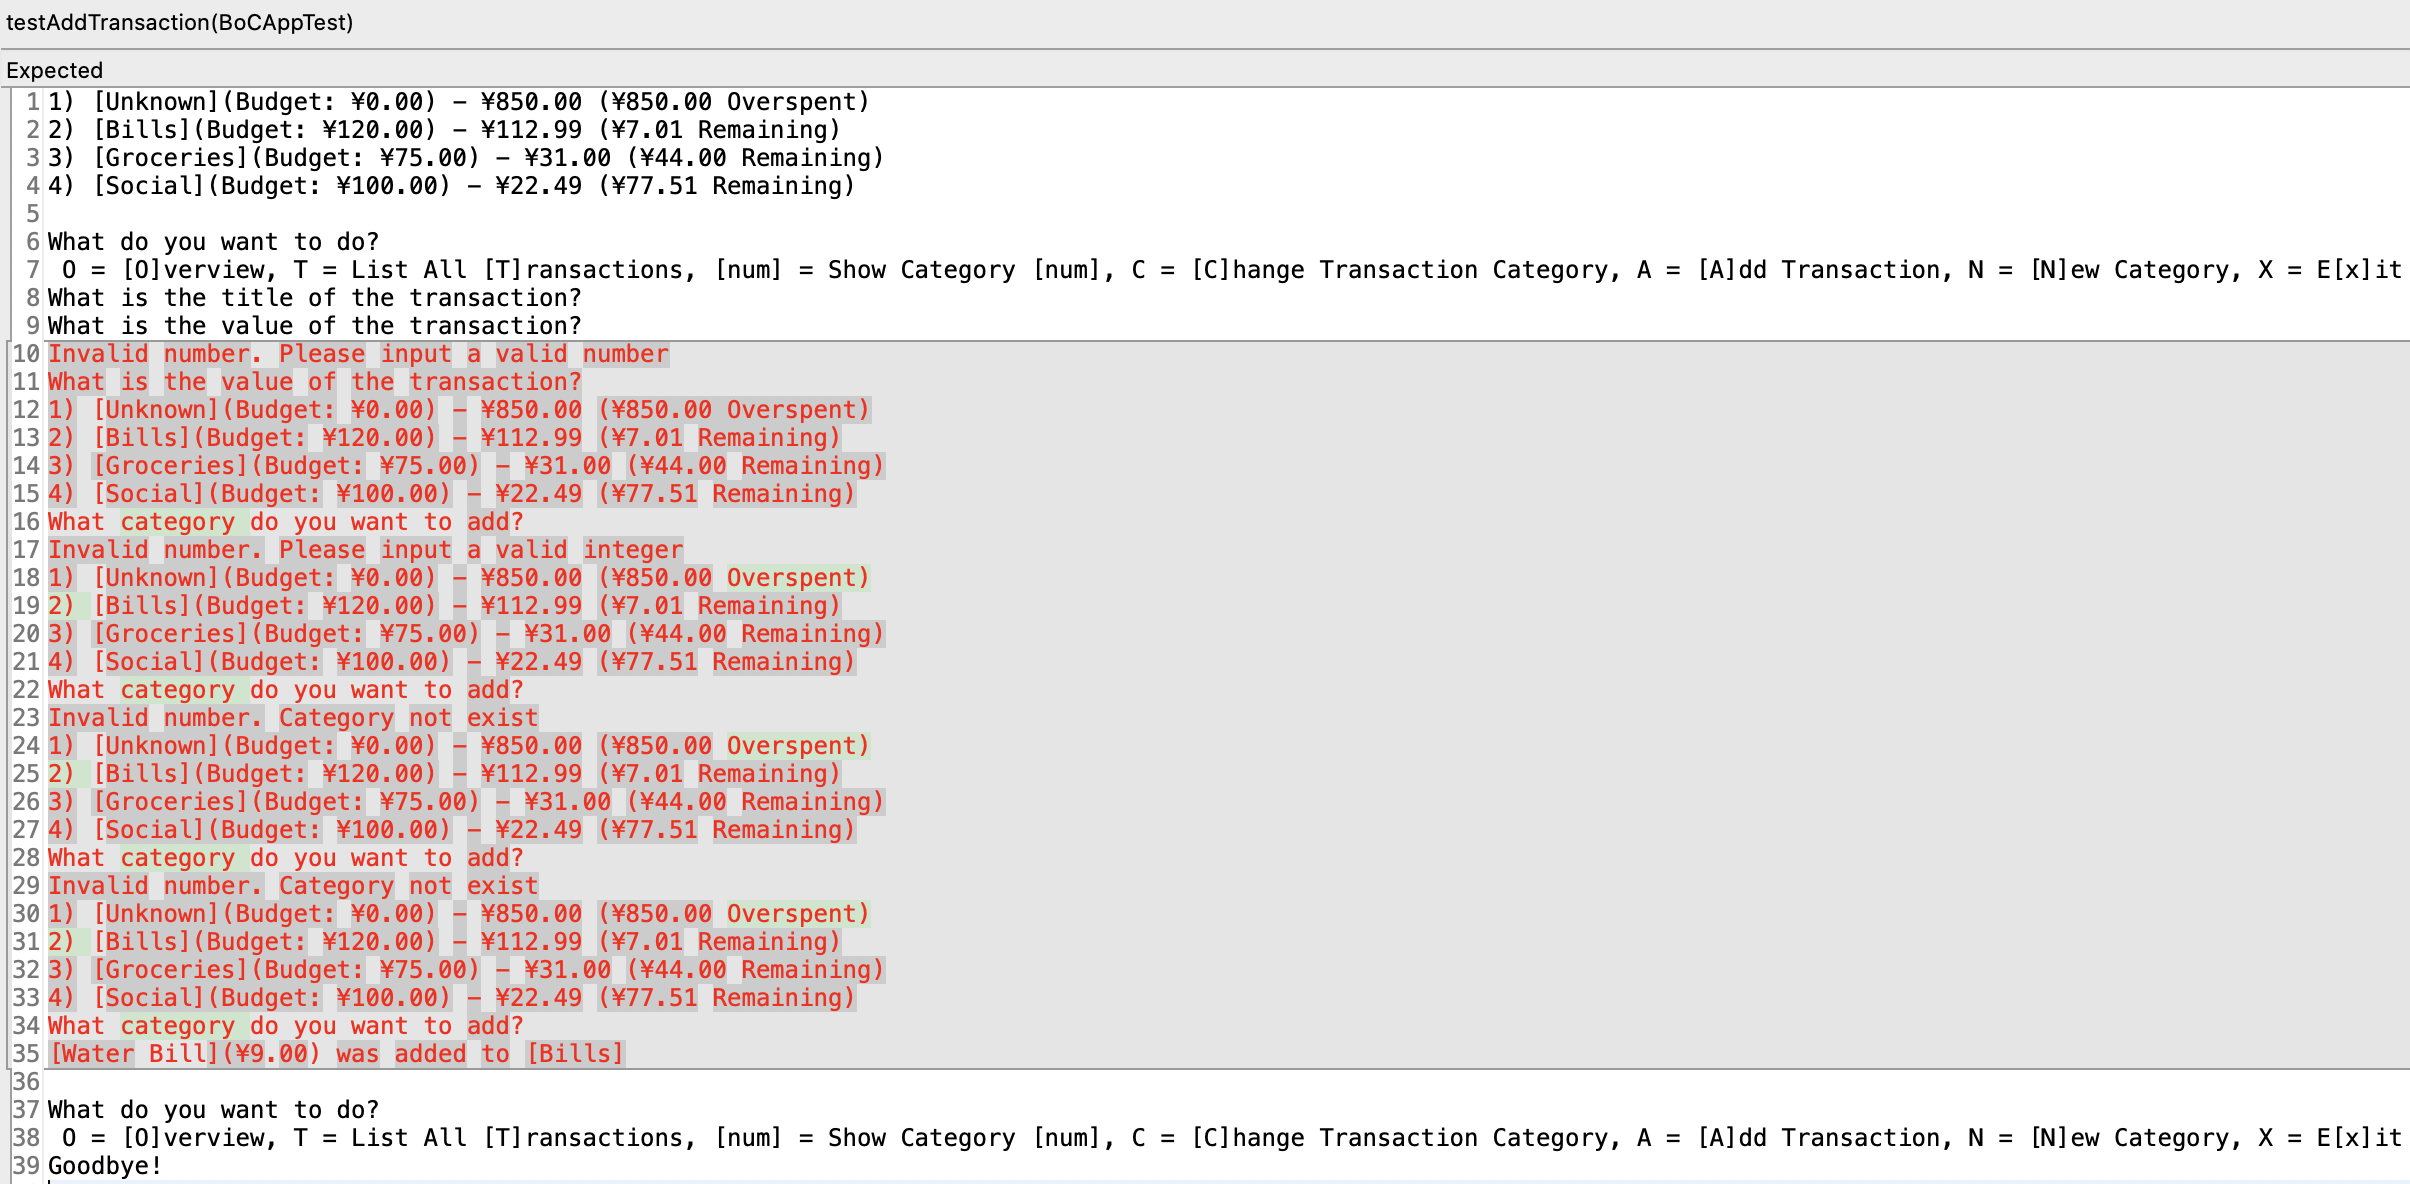 testAddTransaction(BoCAppTest)
Expected
1 1) [Unknown](Budget: ¥0.00) – ¥850.00 (¥850.00 Overspent)
2 2) [Bills](Budget: ¥120.00) – ¥112.99 (¥7.01 Remaining)
3 3) [Groceries](Budget: ¥75.00) – ¥31.00 (¥44.00 Remaining)
4 4) [Social](Budget: ¥100.00) – ¥22.49 (¥77.51 Remaining)
5
6 What do you want to do?
7  O = [O]verview, T = List All [T]ransactions, [num] = Show Category [num], C = [C]hange Transaction Category, A = [A]dd Transaction, N = [N]ew Category, X = E[x]it
8 What is the title of the transaction?
9 What is the value of the transaction?
10 Invalid number. Please input a valid number
11 What is the value of the transaction?
12 1) [Unknown](Budget: ¥0.00) – ¥850.00 (¥850.00 Overspent)
13 2) [Bills](Budget: ¥120.00) – ¥112.99 (¥7.01 Remaining)
14 3) [Groceries](Budget: ¥75.00) – ¥31.00 (¥44.00 Remaining)
15 4) [Social](Budget: ¥100.00) – ¥22.49 (¥77.51 Remaining)
16 What category do you want to add?
17 Invalid number. Please input a valid integer
18 1) [Unknown](Budget: ¥0.00) – ¥850.00 (¥850.00 Overspent)
19 2) [Bills](Budget: ¥120.00) – ¥112.99 (¥7.01 Remaining)
20 3) [Groceries](Budget: ¥75.00) – ¥31.00 (¥44.00 Remaining)
21 4) [Social](Budget: ¥100.00) – ¥22.49 (¥77.51 Remaining)
22 What category do you want to add?
23 Invalid number. Category not exist
24 1) [Unknown](Budget: ¥0.00) – ¥850.00 (¥850.00 Overspent)
25 2) [Bills](Budget: ¥120.00) – ¥112.99 (¥7.01 Remaining)
26 3) [Groceries](Budget: ¥75.00) – ¥31.00 (¥44.00 Remaining)
27 4) [Social](Budget: ¥100.00) – ¥22.49 (¥77.51 Remaining)
28 What category do you want to add?
29 Invalid number. Category not exist
30 1) [Unknown](Budget: ¥0.00) – ¥850.00 (¥850.00 Overspent)
31 2) [Bills](Budget: ¥120.00) – ¥112.99 (¥7.01 Remaining)
32 3) [Groceries](Budget: ¥75.00) – ¥31.00 (¥44.00 Remaining)
33 4) [Social](Budget: ¥100.00) – ¥22.49 (¥77.51 Remaining)
34 What category do you want to add?
35 [Water Bill](¥9.00) was added to [Bills]
36
37 What do you want to do?
38  O = [O]verview, T = List All [T]ransactions, [num] = Show Category [num], C = [C]hange Transaction Category, A = [A]dd Transaction, N = [N]ew Category, X = E[x]it
39 Goodbye!